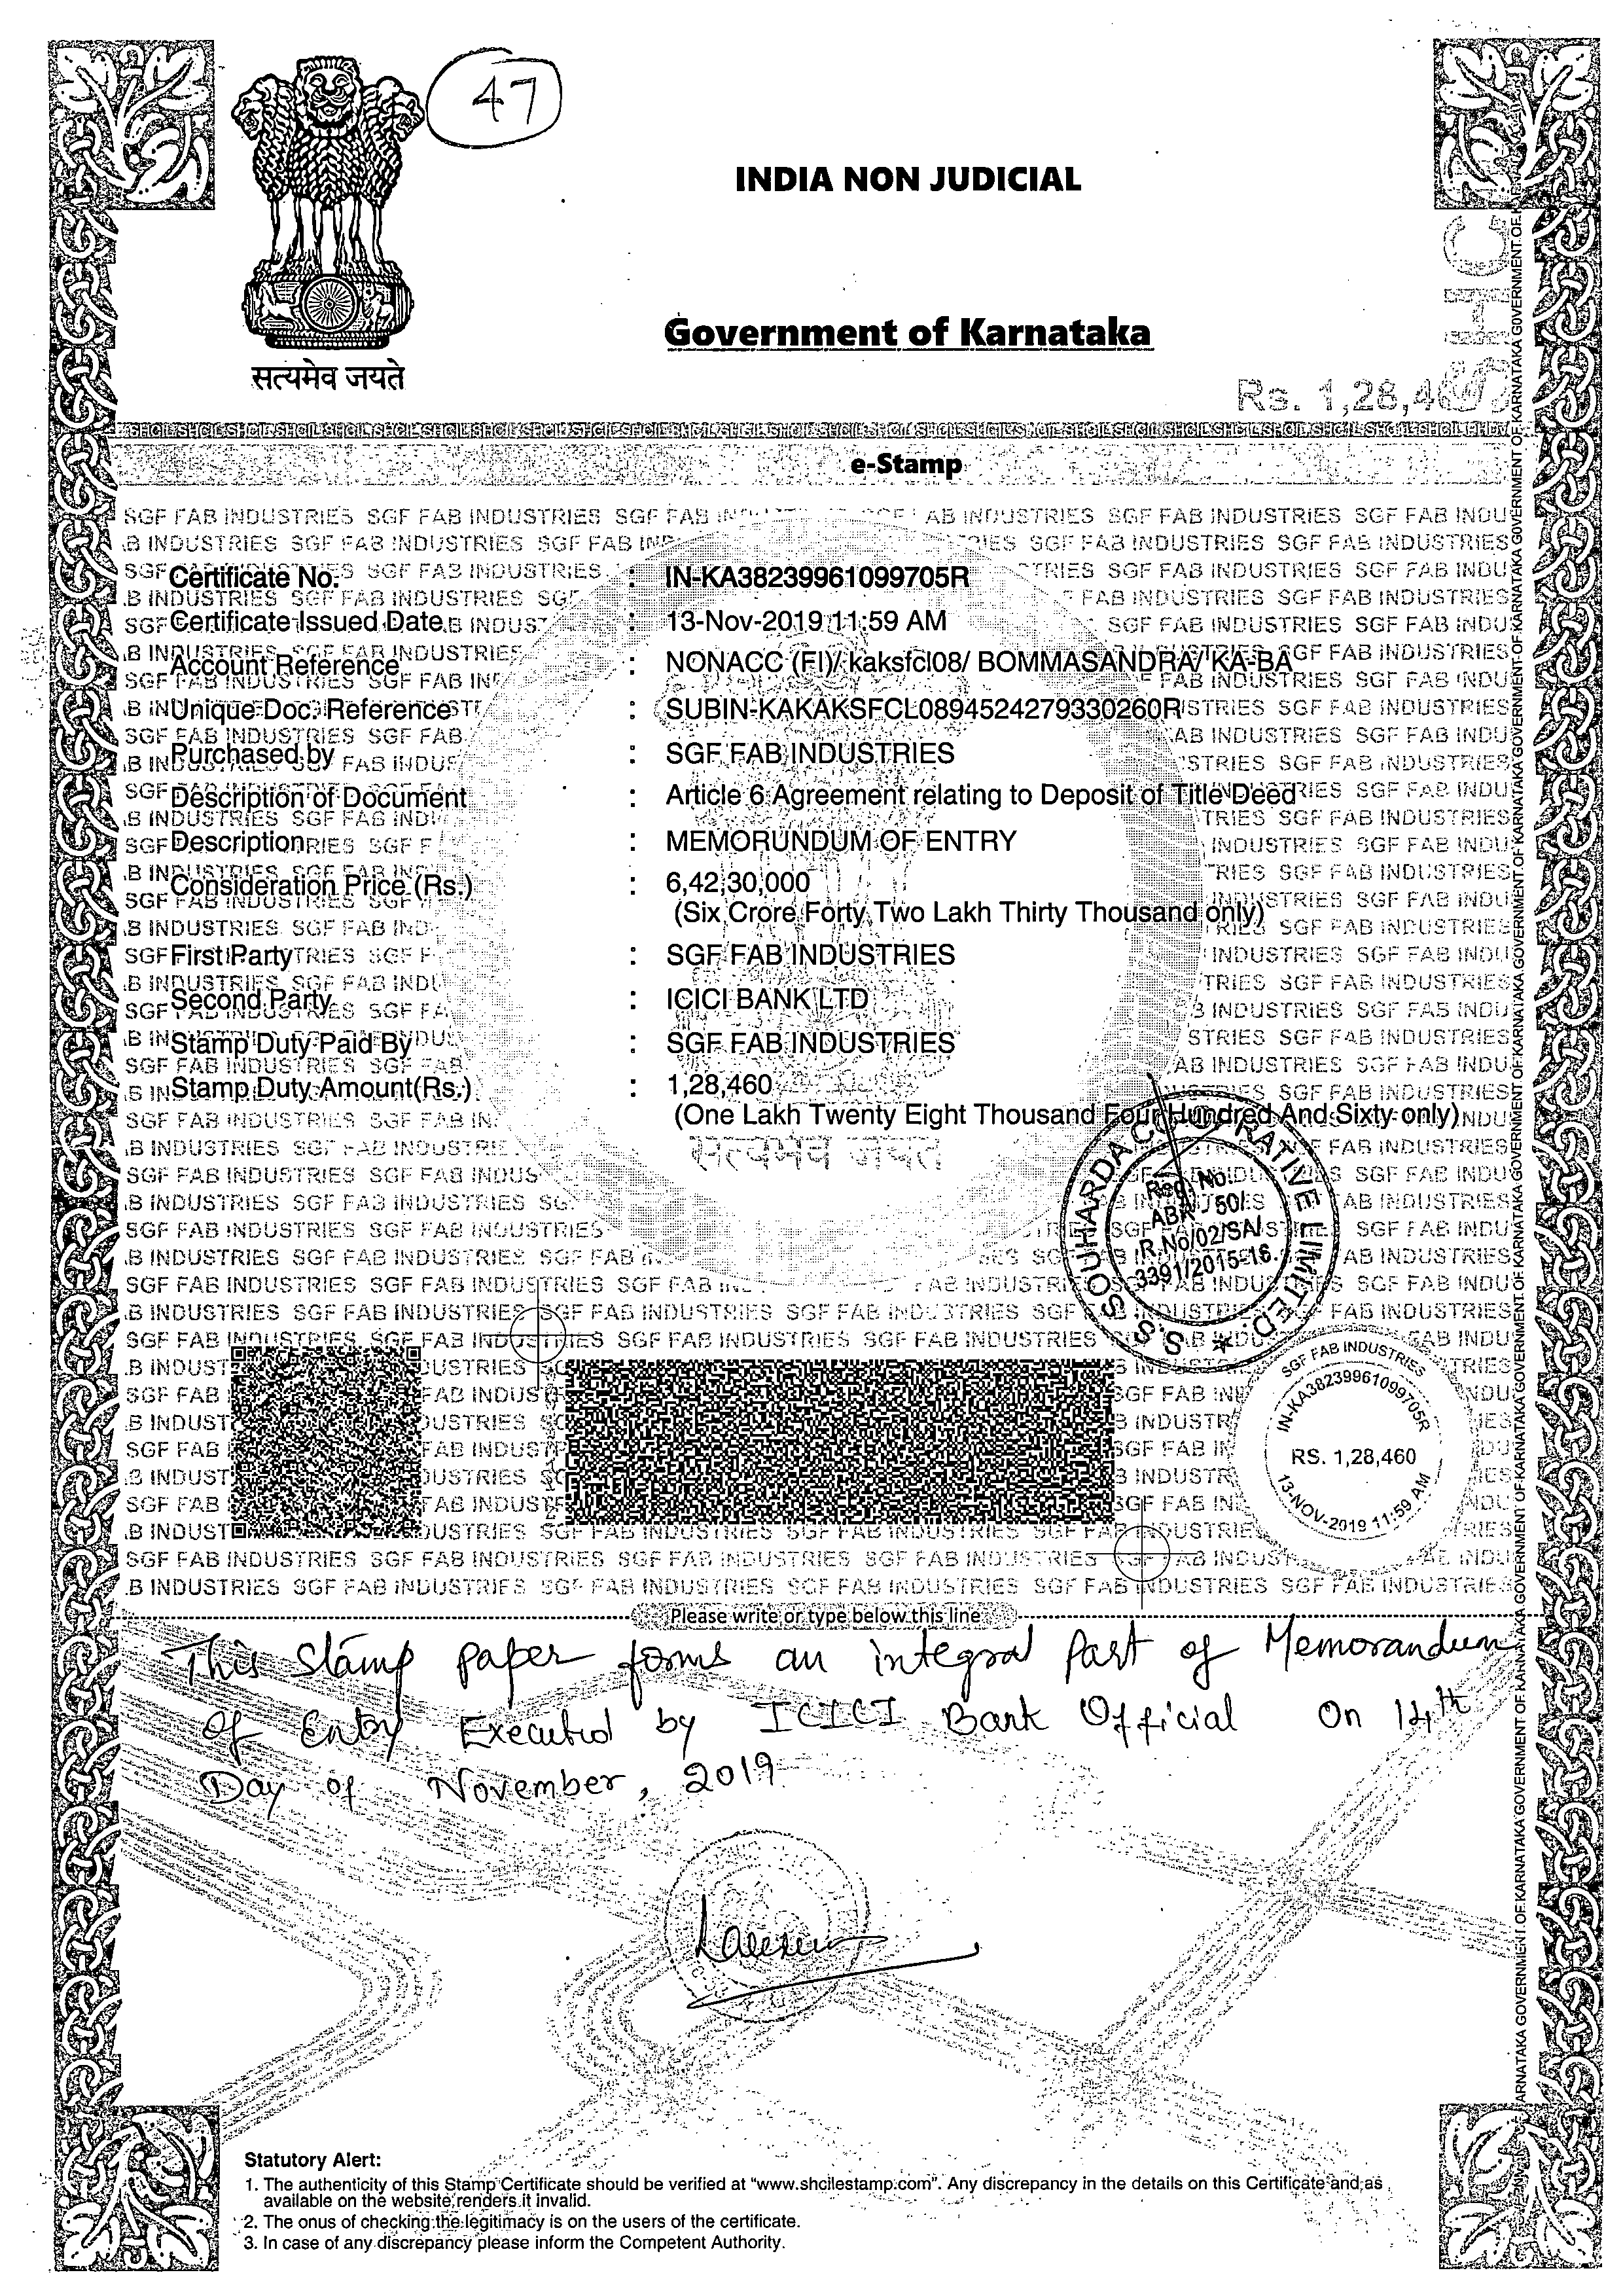 47
INDIA NON JUDICIAL
Government of Karnataka
सत्यमेव जयते
Rs. 1,28,460
e-Stamp
Certificate No. : IN-KA38239961099705R
Certificate Issued Date : 13-Nov-2019 11:59 AM
Account Reference : NONACC (FI)/ kaksfcl08/ BOMMASANDRA/ KA-BA
Unique Doc. Reference : SUBIN-KAKAKSFCL0894524279330260R
Purchased by : SGF FAB INDUSTRIES
Description of Document : Article 6 Agreement relating to Deposit of Title Deed
Description : MEMORUNDUM OF ENTRY
Consideration Price (Rs.) : 6,42,30,000
(Six Crore Forty Two Lakh Thirty Thousand only)
First Party : SGF FAB INDUSTRIES
Second Party : ICICI BANK LTD
Stamp Duty Paid By : SGF FAB INDUSTRIES
Stamp Duty Amount(Rs.) : 1,28,460
(One Lakh Twenty Eight Thousand Four Hundred And Sixty only)
सत्यमेव जयते
S.S. SOUHARDA CO-OPERATIVE LIMITED.
Reg. No.
50/
R.No/02/SA/
3391/2015-16.
SGF FAB INDUSTRIES
IN-KA38239961099705R
RS. 1,28,460
13-NOV-2019 11:59 AM
Please write or type below this line
This stamp paper forms an integral part of Memorandum
Of Entry Executed by ICICI Bank Official On 14th
Day of November, 2019
Statutory Alert:
1. The authenticity of this Stamp Certificate should be verified at "www.shcilestamp.com". Any discrepancy in the details on this Certificate and as
available on the website renders it invalid.
2. The onus of checking the legitimacy is on the users of the certificate.
3. In case of any discrepancy please inform the Competent Authority.